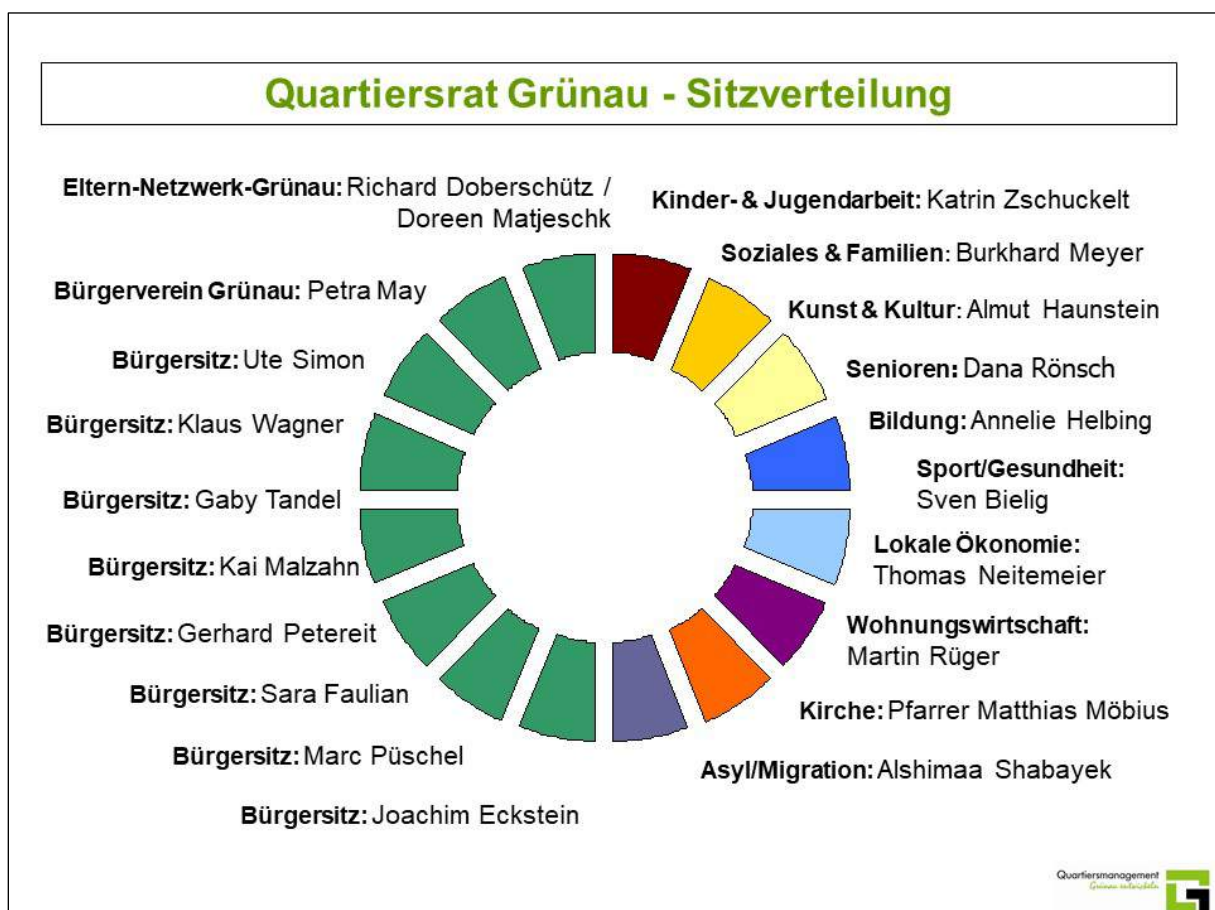 Quartiersrat Grünau - Sitzverteilung
Eltern-Netzwerk-Grünau: Richard Doberschütz /
Doreen Matjeschk
Bürgerverein Grünau: Petra May
Bürgersitz: Ute Simon
Bürgersitz: Klaus Wagner
Bürgersitz: Gaby Tandel
Bürgersitz: Kai Malzahn
Bürgersitz: Gerhard Petereit
Bürgersitz: Sara Faulian
Bürgersitz: Marc Püschel
Bürgersitz: Joachim Eckstein
Kinder- & Jugendarbeit: Katrin Zschuckelt
Soziales & Familien: Burkhard Meyer
Kunst & Kultur: Almut Haunstein
Senioren: Dana Rönsch
Bildung: Annelie Helbing
Sport/Gesundheit:
Sven Bielig
Lokale Ökonomie:
Thomas Neitemeier
Wohnungswirtschaft:
Martin Rüger
Kirche: Pfarrer Matthias Möbius
Asyl/Migration: Alshimaa Shabayek
Quartiersmanagement
Grünau entwickeln